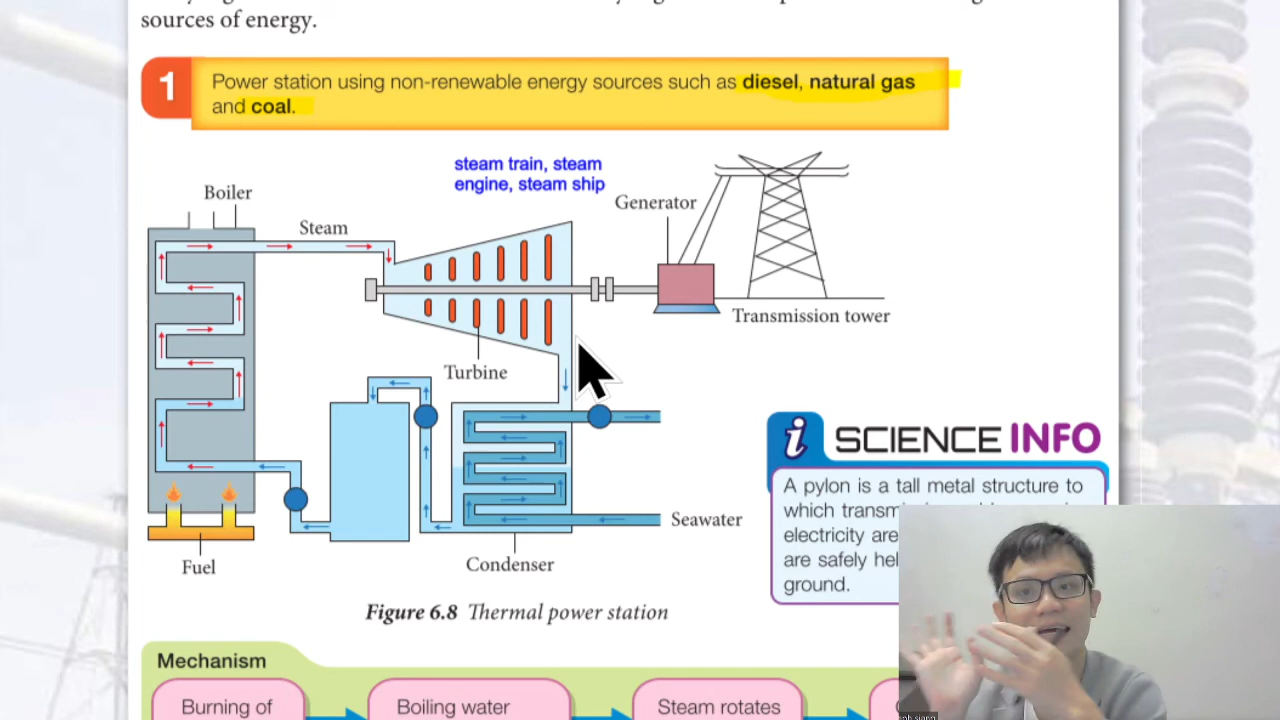 sources of energy.
1
Power station using non-renewable energy sources such as diesel, natural gas
and coal.
steam train, steam
engine, steam ship
Boiler
Steam
Generator
Transmission tower
Turbine
Seawater
Condenser
Fuel
Figure 6.8 Thermal power station
i SCIENCE INFO
A pylon is a tall metal structure to
which
electricity are
are safely
ground.
Mechanism
Burning of
Boiling water
Steam rotates